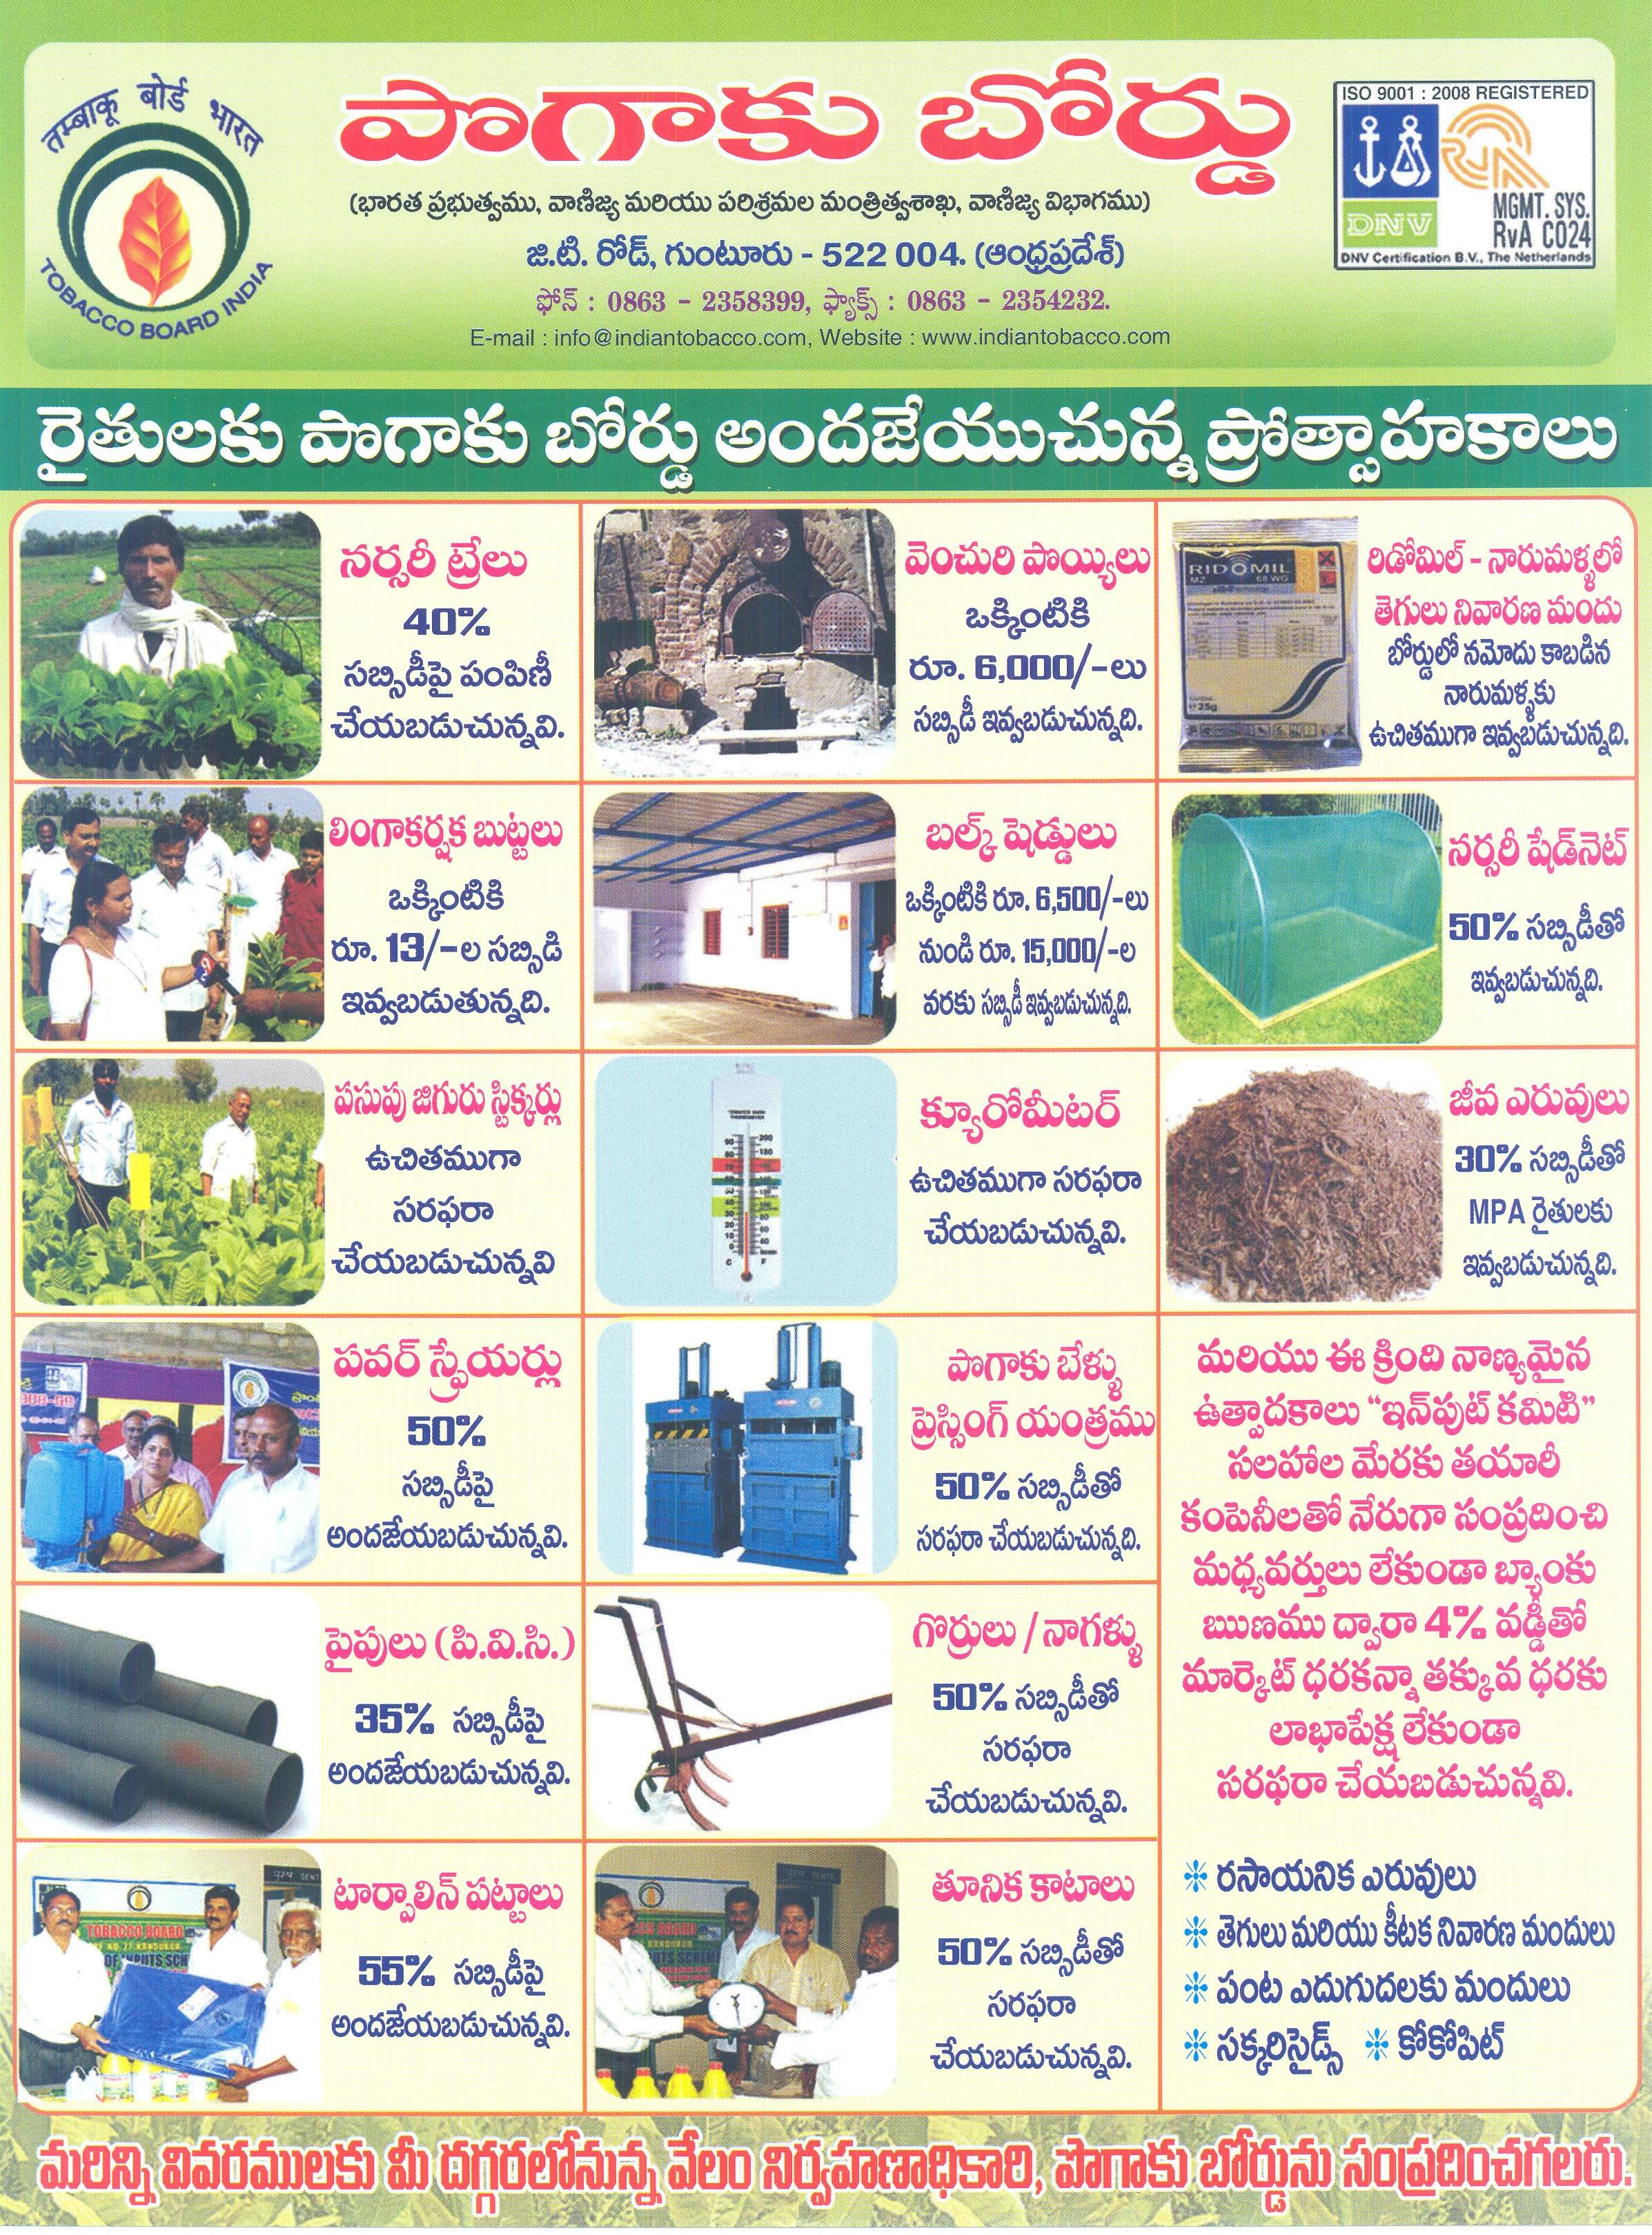 तम्बाकू बोर्ड भारत
TOBACCO BOARD INDIA
పొగాకు బోర్డు
(భారత ప్రభుత్వము, వాణిజ్య మరియు పరిశ్రమల మంత్రిత్వశాఖ, వాణిజ్య విభాగము)
జి.టి. రోడ్, గుంటూరు - 522 004. (ఆంధ్రప్రదేశ్)
ఫోన్ : 0863 - 2358399, ఫ్యాక్స్ : 0863 - 2354232.
E-mail : info@indiantobacco.com, Website : www.indiantobacco.com
ISO 9001 : 2008 REGISTERED
DNV
MGMT. SYS.
RvA C024
DNV Certification B.V., The Netherlands
రైతులకు పొగాకు బోర్డు అందజేయుచున్న ప్రోత్సాహకాలు
నర్సరీ ట్రేలు
40%
సబ్సిడీపై పంపిణీ
చేయబడుచున్నవి.
వెంచురి పొయ్యిలు
ఒక్కింటికి
రూ. 6,000/-లు
సబ్సిడీ ఇవ్వబడుచున్నది.
RIDOMIL
MZ 68 WG
25g
రిడోమిల్ - నారుమళ్ళలో
తెగులు నివారణ మందు
బోర్డులో నమోదు కాబడిన
నారుమళ్ళకు
ఉచితముగా ఇవ్వబడుచున్నది.
లింగాకర్షక బుట్టలు
ఒక్కింటికి
రూ. 13/-ల సబ్సిడి
ఇవ్వబడుతున్నది.
బల్క్ షెడ్డులు
ఒక్కింటికి రూ. 6,500/-లు
నుండి రూ. 15,000/-ల
వరకు సబ్సిడీ ఇవ్వబడుచున్నది.
నర్సరీ షేడ్‌నెట్
50% సబ్సిడీతో
ఇవ్వబడుచున్నది.
పసుపు జిగురు స్టిక్కర్లు
ఉచితముగా
సరఫరా
చేయబడుచున్నవి
క్యూరోమీటర్
ఉచితముగా సరఫరా
చేయబడుచున్నవి.
జీవ ఎరువులు
30% సబ్సిడీతో
MPA రైతులకు
ఇవ్వబడుచున్నది.
పవర్ స్ప్రేయర్లు
50%
సబ్సిడీపై
అందజేయబడుచున్నవి.
పొగాకు బేళ్ళు
ప్రెస్సింగ్ యంత్రము
50% సబ్సిడీతో
సరఫరా చేయబడుచున్నది.
మరియు ఈ క్రింది నాణ్యమైన
ఉత్పాదకాలు “ఇన్‌పుట్ కమిటి”
సలహాల మేరకు తయారీ
కంపెనీలతో నేరుగా సంప్రదించి
మధ్యవర్తులు లేకుండా బ్యాంకు
ఋణము ద్వారా 4% వడ్డీతో
మార్కెట్ ధరకన్నా తక్కువ ధరకు
లాభాపేక్ష లేకుండా
సరఫరా చేయబడుచున్నవి.
పైపులు (పి.వి.సి.)
35% సబ్సిడీపై
అందజేయబడుచున్నవి.
గొర్రులు / నాగళ్ళు
50% సబ్సిడీతో
సరఫరా
చేయబడుచున్నవి.
TOBACCO BOARD
టార్పాలిన్ పట్టాలు
55% సబ్సిడీపై
అందజేయబడుచున్నవి.
తూనిక కాటాలు
50% సబ్సిడీతో
సరఫరా
చేయబడుచున్నవి.
❉ రసాయనిక ఎరువులు
❉ తెగులు మరియు కీటక నివారణ మందులు
❉ పంట ఎదుగుదలకు మందులు
❉ సక్కరిసైడ్స్ ❉ కోకోపిట్
మరిన్ని వివరములకు మీ దగ్గరలోనున్న వేలం నిర్వహణాధికారి, పొగాకు బోర్డును సంప్రదించగలరు.